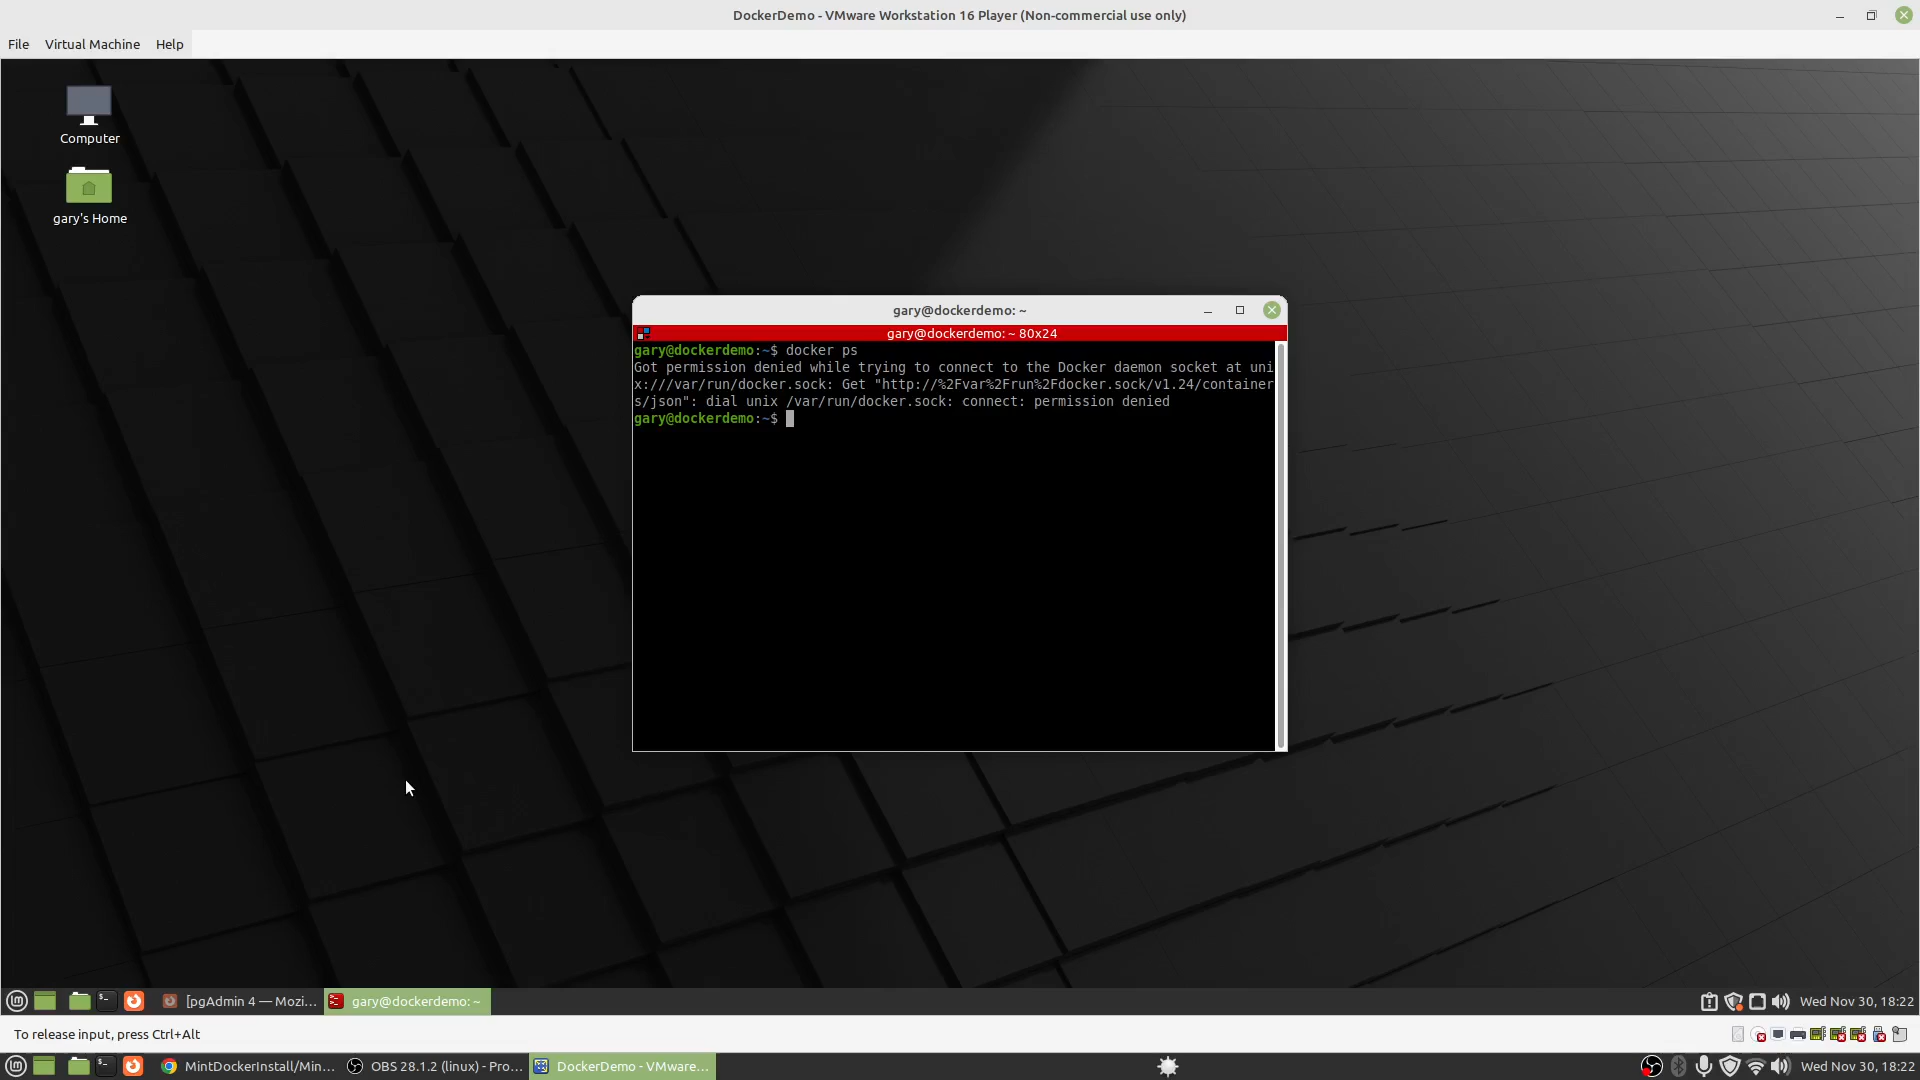 DockerDemo - VMware Workstation 16 Player (Non-commercial use only)
File Virtual Machine Help
Computer
gary's Home
gary@dockerdemo: ~
gary@dockerdemo: ~ 80x24
gary@dockerdemo:~$ docker ps
Got permission denied while trying to connect to the Docker daemon socket at uni
x:///var/run/docker.sock: Get "http://%2Fvar%2Frun%2Fdocker.sock/v1.24/container
s/json": dial unix /var/run/docker.sock: connect: permission denied
gary@dockerdemo:~$
[pgAdmin 4 — Mozi... gary@dockerdemo: ~ Wed Nov 30, 18:22
To release input, press Ctrl+Alt
MintDockerInstall/Min... OBS 28.1.2 (linux) - Pro... DockerDemo - VMware... Wed Nov 30, 18:22